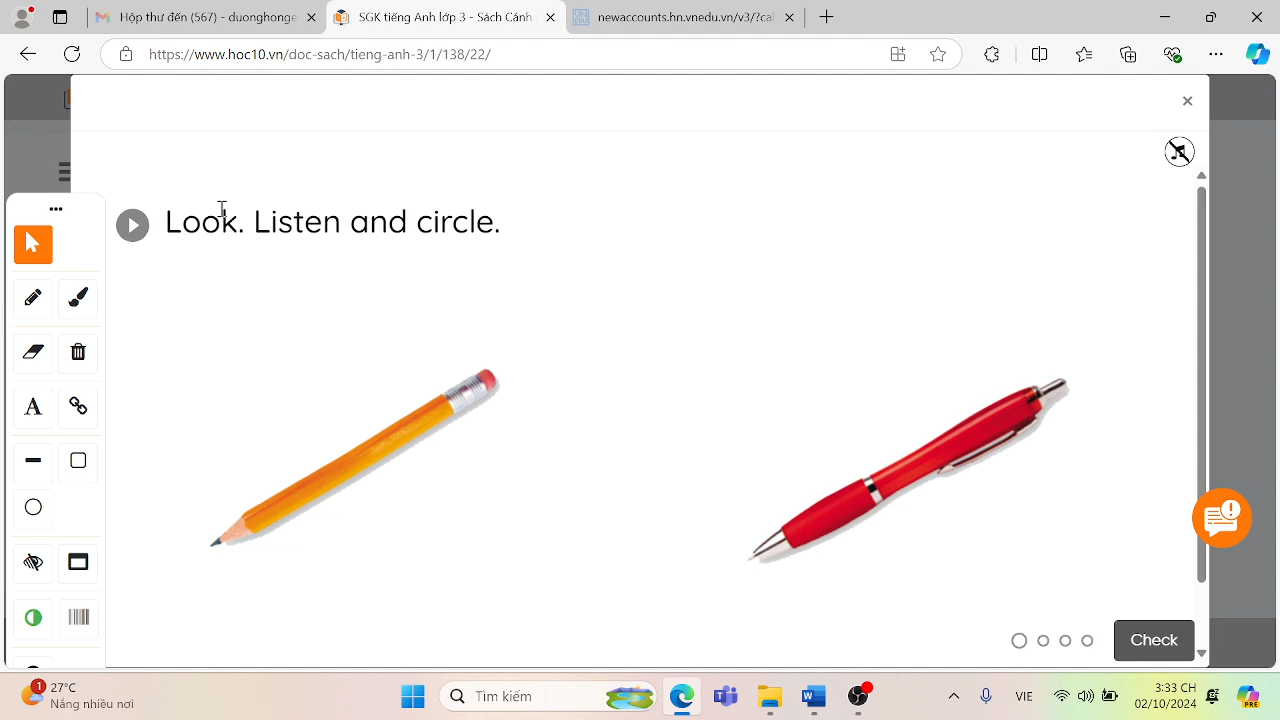 Hộp thư đến (567) - duonghonge
SGK tiếng Anh lớp 3 - Sách Cánh
newaccounts.hn.vnedu.vn/v3/?cal
https://www.hoc10.vn/doc-sach/tieng-anh-3/1/138/22/
Look. Listen and circle.
A
Check
1
27°C
Nắng nhiều nơi
Tìm kiếm
VIE
3:33 CH
02/10/2024
PRE